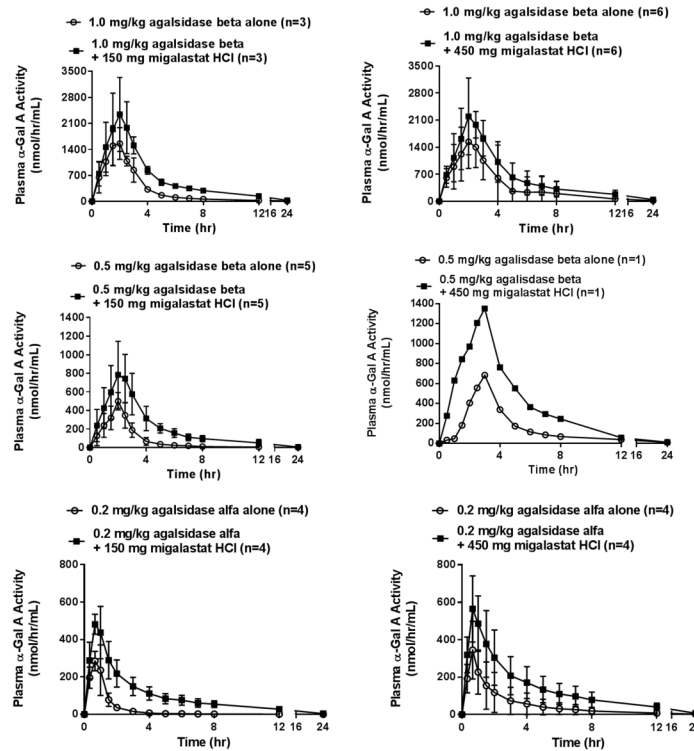 1.0 mg/kg agalsidase beta alone (n=3)
1.0 mg/kg agalsidase beta
+ 150 mg migalastat HCl (n=3)
Plasma α-Gal A Activity
(nmol/hr/mL)
3500
2800
2100
1400
700
0
0 4 8 12 16 24
Time (hr)
1.0 mg/kg agalsidase beta alone (n=6)
1.0 mg/kg agalsidase beta
+ 450 mg migalastat HCl (n=6)
Plasma α-Gal A Activity
(nmol/hr/mL)
3500
2800
2100
1400
700
0
0 4 8 12 16 24
Time (hr)
0.5 mg/kg agalsidase beta alone (n=5)
0.5 mg/kg agalsidase beta
+ 150 mg migalastat HCl (n=5)
Plasma α-Gal A Activity
(nmol/hr/mL)
1400
1200
1000
800
600
400
200
0
0 4 8 12 16 24
Time (hr)
0.5 mg/kg agalsidase beta alone (n=1)
0.5 mg/kg agalisdase beta
+ 450 mg migalastat HCl (n=1)
Plasma α-Gal A Activity
(nmol/hr/mL)
1400
1200
1000
800
600
400
200
0
0 4 8 12 16 24
Time (hr)
0.2 mg/kg agalsidase alfa alone (n=4)
0.2 mg/kg agalsidase alfa
+ 150 mg migalastat HCl (n=4)
Plasma α-Gal A Activity
(nmol/hr/mL)
800
600
400
200
0
0 4 8 12 16 24
Time (hr)
0.2 mg/kg agalsidase alfa alone (n=4)
0.2 mg/kg agalsidase alfa
+ 450 mg migalastat HCl (n=4)
Plasma α-Gal A Activity
(nmol/hr/mL)
800
600
400
200
0
0 4 8 12 16
Time (hr)